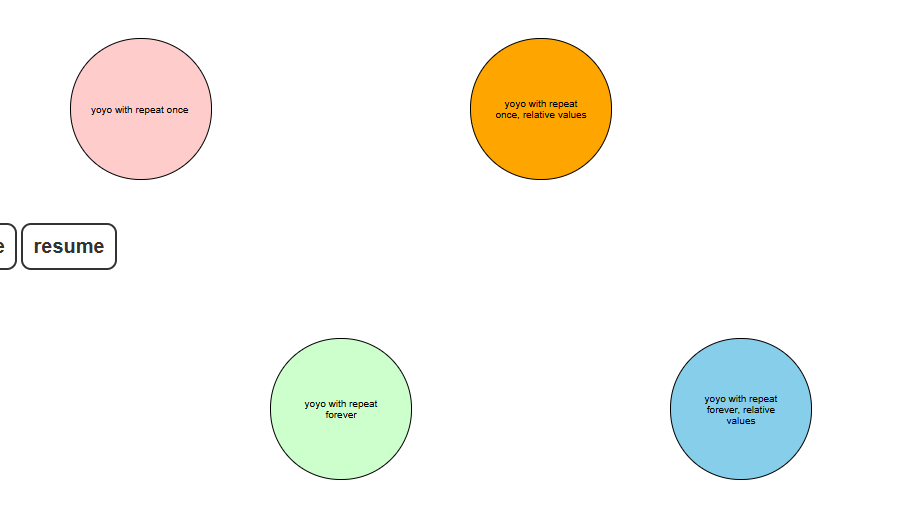 yoyo with repeat once
yoyo with repeat
once, relative values
e resume
yoyo with repeat
forever
yoyo with repeat
forever, relative
values